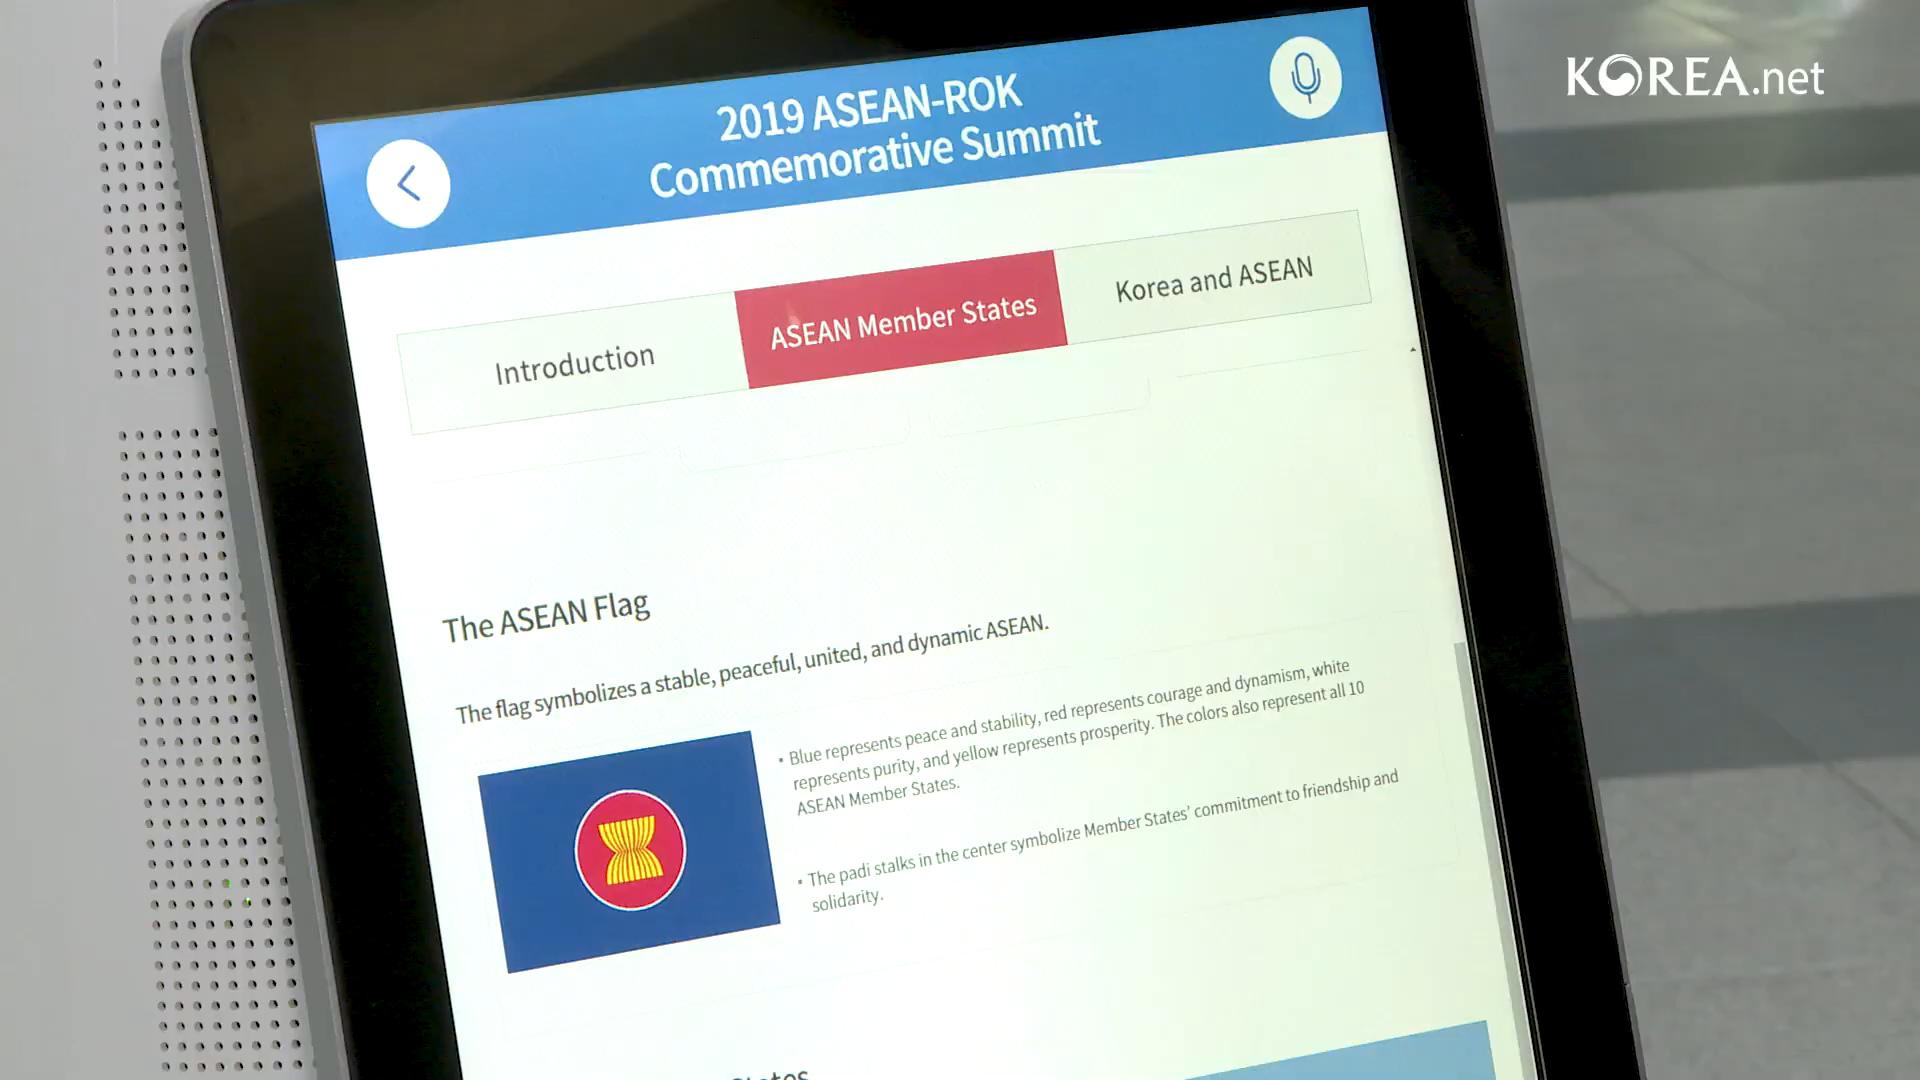 KOREA.net
2019 ASEAN-ROK
Commemorative Summit
Introduction
ASEAN Member States
Korea and ASEAN
The ASEAN Flag
The flag symbolizes a stable, peaceful, united, and dynamic ASEAN.
• Blue represents peace and stability, red represents courage and dynamism, white
represents purity, and yellow represents prosperity. The colors also represent all 10
ASEAN Member States.
• The padi stalks in the center symbolize Member States' commitment to friendship and
solidarity.
States